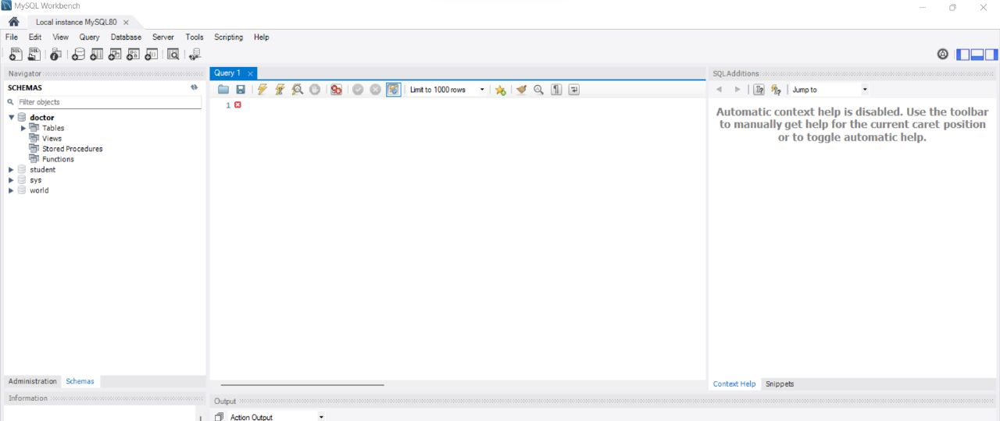 MySQL Workbench
Local instance MySQL80
File Edit View Query Database Server Tools Scripting Help
Navigator
SCHEMAS
Filter objects
doctor
Tables
Views
Stored Procedures
Functions
student
sys
world
Administration Schemas
Information
Query 1
Limit to 1000 rows
1
Output
Action Output
SQLAdditions
Jump to
Automatic context help is disabled. Use the toolbar
to manually get help for the current caret position
or to toggle automatic help.
Context Help Snippets